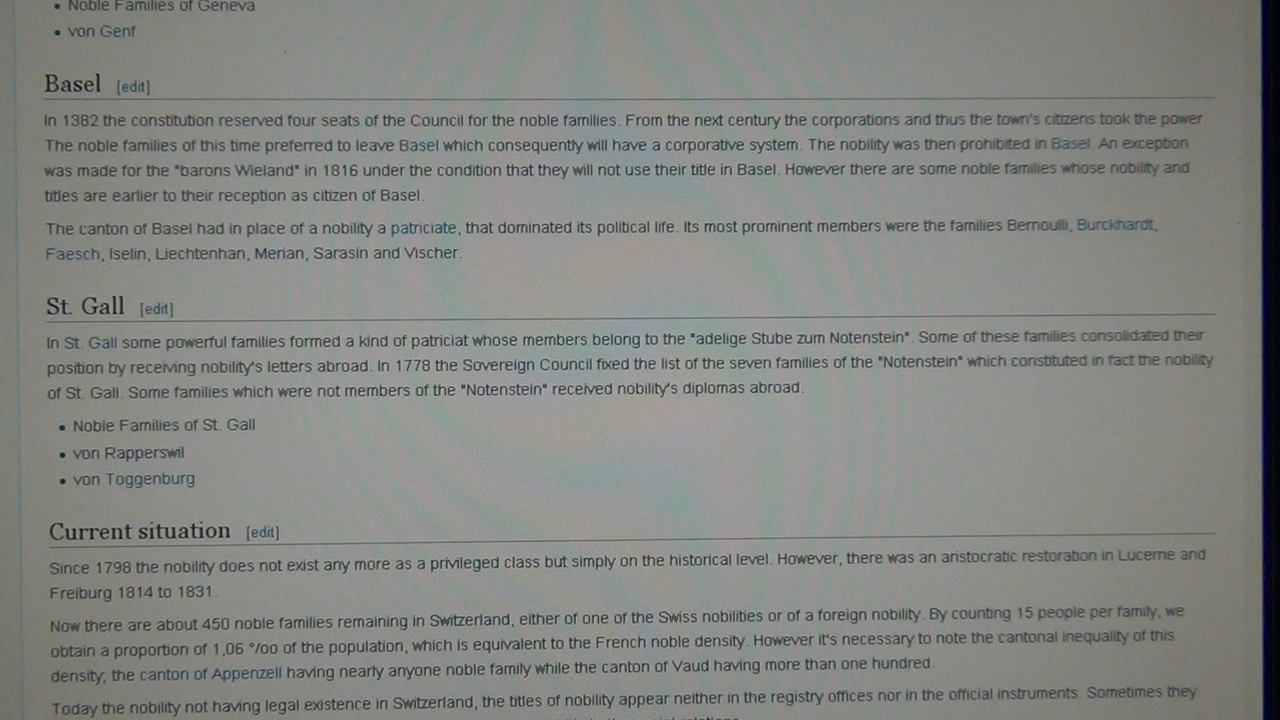 Noble Families of Geneva
von Genf
Basel [edit]
In 1382 the constitution reserved four seats of the Council for the noble families. From the next century the corporations and thus the town's citizens took the power
The noble families of this time preferred to leave Basel which consequently will have a corporative system. The nobility was then prohibited in Basel. An exception
was made for the "barons Wieland" in 1816 under the condition that they will not use their title in Basel. However there are some noble families whose nobility and
titles are earlier to their reception as citizen of Basel.
The canton of Basel had in place of a nobility a patriciate, that dominated its political life. Its most prominent members were the families Bernoulli, Burckhardt,
Faesch, Iselin, Liechtenhan, Merian, Sarasin and Vischer.
St. Gall [edit]
In St. Gall some powerful families formed a kind of patriciat whose members belong to the "adelige Stube zum Notenstein". Some of these families consolidated their
position by receiving nobility's letters abroad. In 1778 the Sovereign Council fixed the list of the seven families of the "Notenstein" which constituted in fact the nobility
of St. Gall. Some families which were not members of the "Notenstein" received nobility's diplomas abroad.
Noble Families of St. Gall
von Rapperswil
von Toggenburg
Current situation [edit]
Since 1798 the nobility does not exist any more as a privileged class but simply on the historical level. However, there was an aristocratic restoration in Lucerne and
Freiburg 1814 to 1831.
Now there are about 450 noble families remaining in Switzerland, either of one of the Swiss nobilities or of a foreign nobility. By counting 15 people per family, we
obtain a proportion of 1,06 °/oo of the population, which is equivalent to the French noble density. However it's necessary to note the cantonal inequality of this
density; the canton of Appenzell having nearly anyone noble family while the canton of Vaud having more than one hundred.
Today the nobility not having legal existence in Switzerland, the titles of nobility appear neither in the registry offices nor in the official instruments. Sometimes they